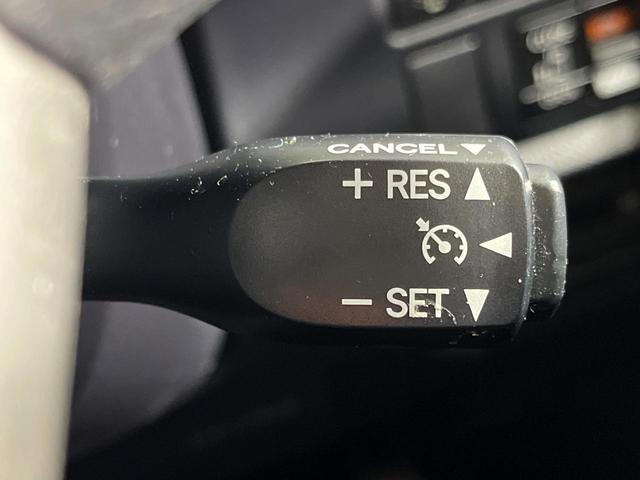 CANCEL ▼
+ RES ▲
◀
− SET ▼